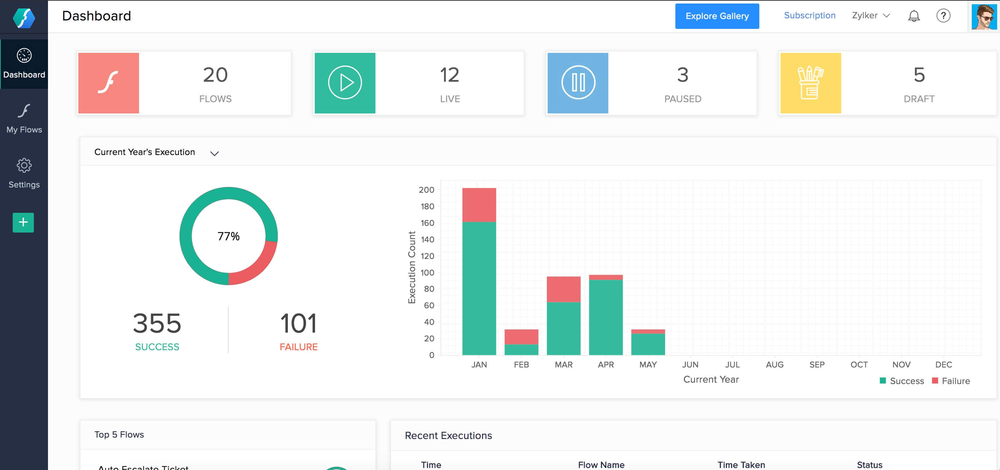 Dashboard
Explore Gallery
Subscription
Zylker
?
Dashboard
My Flows
Settings
+
20
FLOWS
12
LIVE
3
PAUSED
5
DRAFT
Current Year's Execution
77%
355
SUCCESS
101
FAILURE
Execution Count
200
180
160
140
120
100
80
60
40
20
0
JAN FEB MAR APR MAY JUN JUL AUG SEP OCT NOV DEC
Current Year
Success Failure
Top 5 Flows
Auto Escalate Ticket
Recent Executions
Time Flow Name Time Taken Status